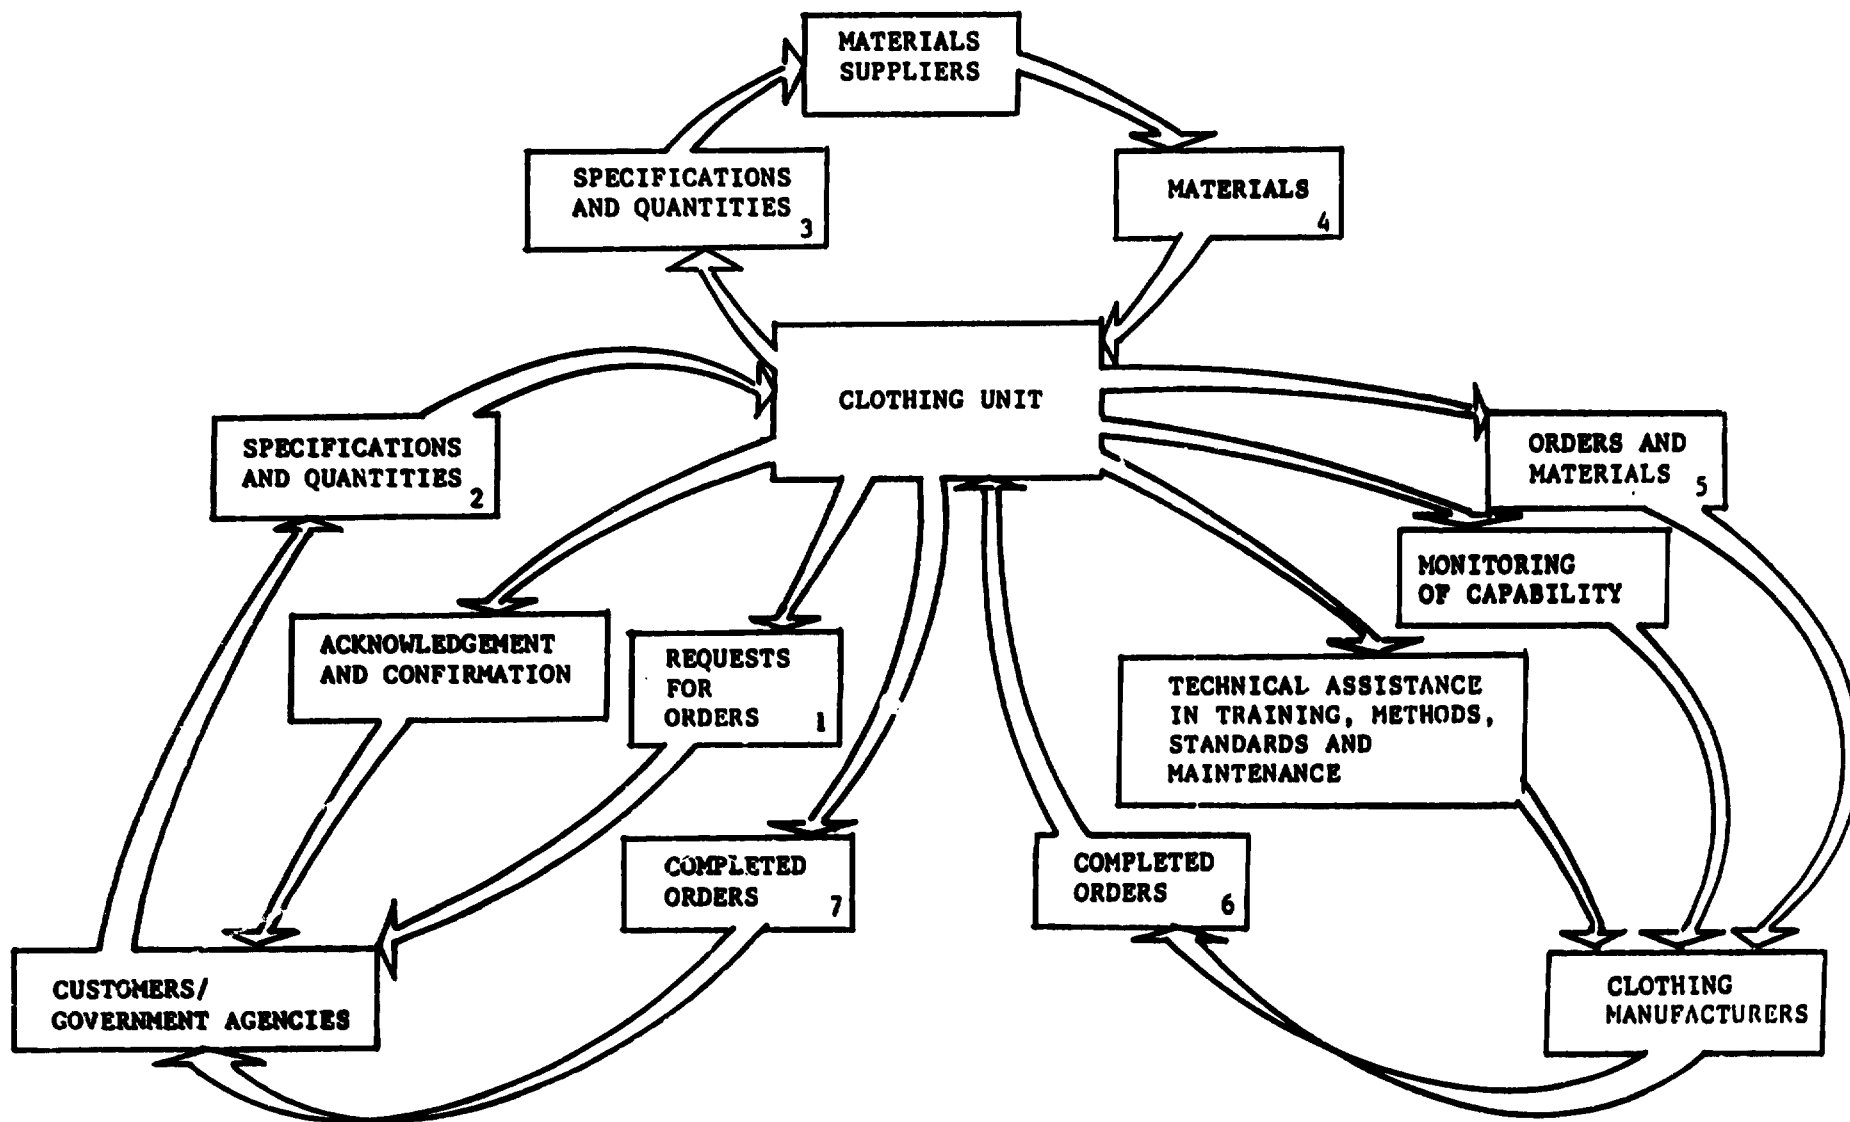 MATERIALS
SUPPLIERS
SPECIFICATIONS
AND QUANTITIES
3
MATERIALS
4
CLOTHING UNIT
SPECIFICATIONS
AND QUANTITIES
2
ORDERS AND
MATERIALS
5
MONITORING
OF CAPABILITY
ACKNOWLEDGEMENT
AND CONFIRMATION
REQUESTS
FOR
ORDERS
1
TECHNICAL ASSISTANCE
IN TRAINING, METHODS,
STANDARDS AND
MAINTENANCE
COMPLETED
ORDERS
7
COMPLETED
ORDERS
6
CUSTOMERS/
GOVERNMENT AGENCIES
CLOTHING
MANUFACTURERS